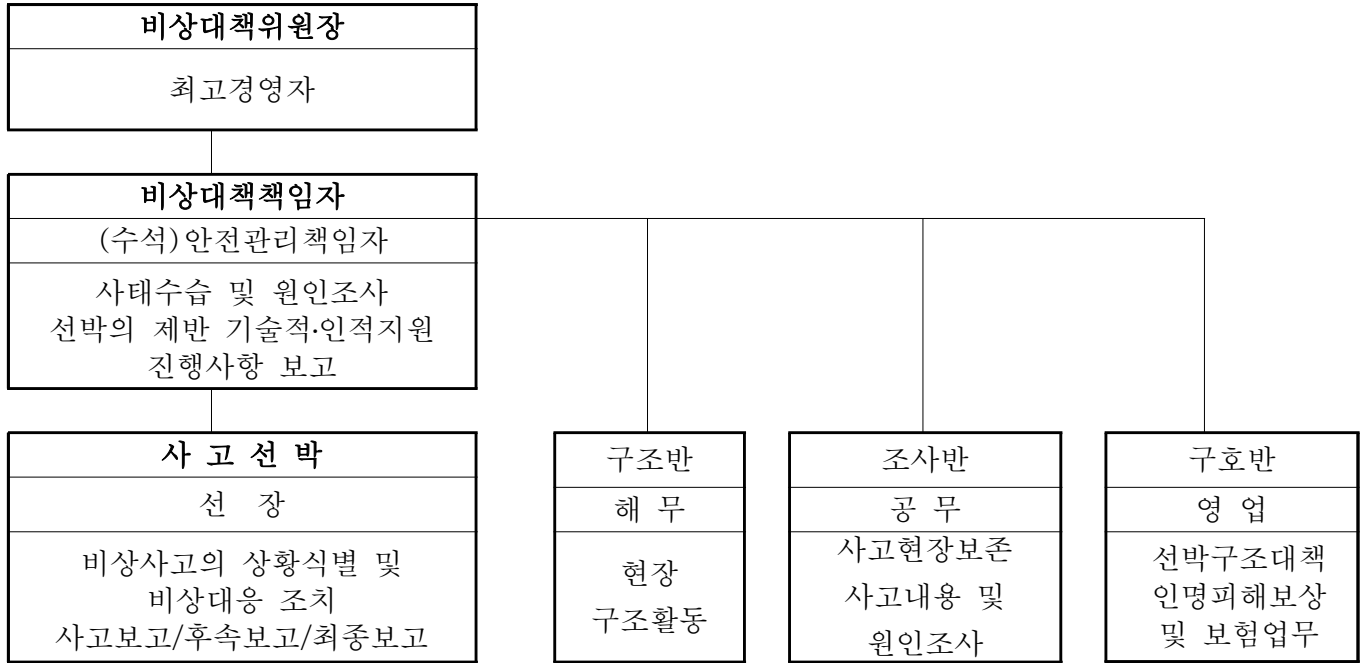 비상대책위원장
최고경영자
비상대책책임자
(수석)안전관리책임자
사태수습 및 원인조사
선박의 제반 기술적·인적지원
진행사항 보고
사 고 선 박
선 장
비상사고의 상황식별 및
비상대응 조치
사고보고/후속보고/최종보고
구조반
해 무
현장
구조활동
조사반
공 무
사고현장보존
사고내용 및
원인조사
구호반
영 업
선박구조대책
인명피해보상
및 보험업무